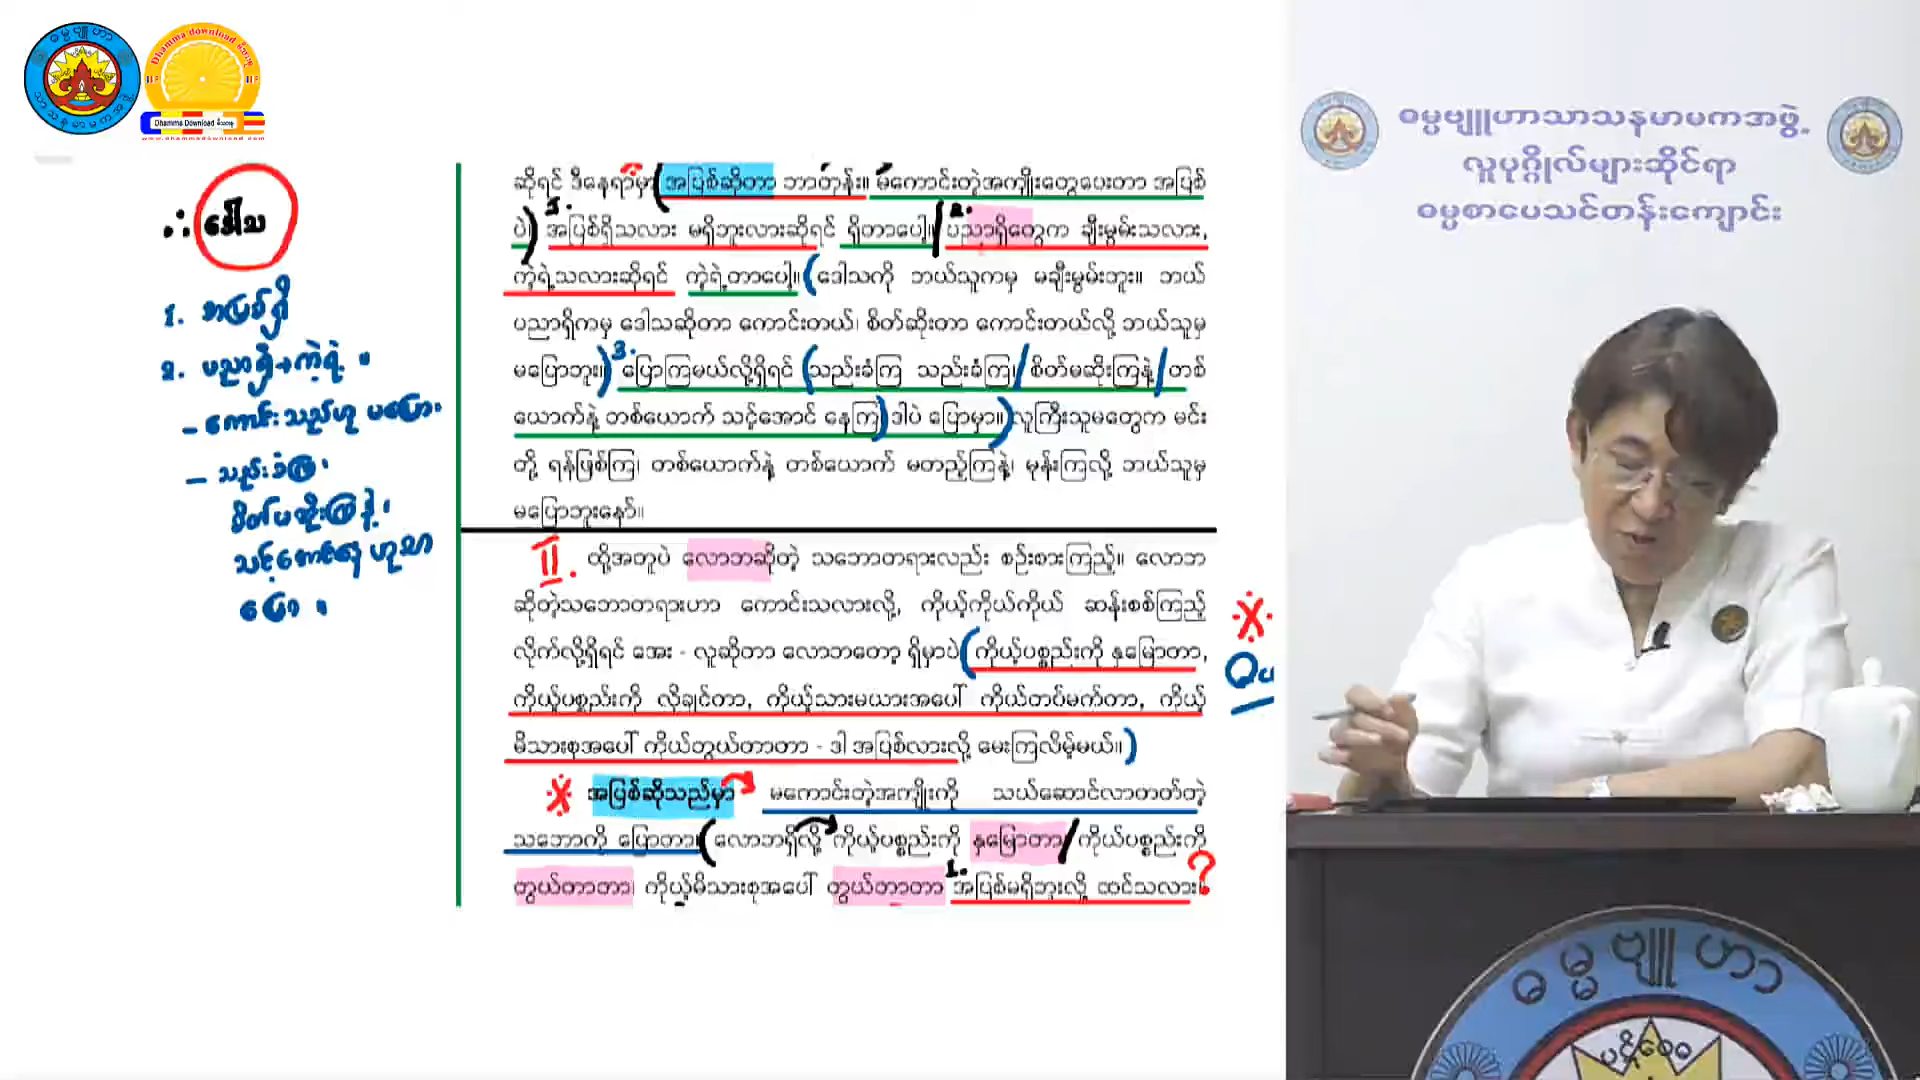 Dhamma download
Dhamma Download
www.dhammadownload.com
ဓမ္မဗျူဟာသာသနာ့မာမကအဖွဲ့
လူပုဂ္ဂိုလ်များဆိုင်ရာ
ဓမ္မစာပေသင်တန်းကျောင်း
∴ ဒေါသ
1. အပြစ်ရှိ
2. ပညာရှိ → ကဲ့ရဲ့ ။
– ကောင်းသည်ဟု မပြော၊
– သည်းခံကြ၊
စိတ်မဆိုးကြနဲ့၊
သင့်အောင်နေ ဟုသာ
ပြော ။
ဆိုရင် ဒီနေရာမှာ အပြစ်ဆိုတာ ဘာတုန်း။ မကောင်းတဲ့အကျိုးတွေပေးတာ အပြစ်
ပဲ) 1. အပြစ်ရှိသလား မရှိဘူးလားဆိုရင် ရှိတာပေါ့။ 2. ပညာရှိတွေက ချီးမွမ်းသလား,
ကဲ့ရဲ့သလားဆိုရင် ကဲ့ရဲ့တာပေါ့။ ဒေါသကို ဘယ်သူကမှ မချီးမွမ်းဘူး။ ဘယ်
ပညာရှိကမှ ဒေါသဆိုတာ ကောင်းတယ်၊ စိတ်ဆိုးတာ ကောင်းတယ်လို့ ဘယ်သူမှ
မပြောဘူး။ 3. ပြောကြမယ်လို့ရှိရင် သည်းခံကြ သည်းခံကြ၊ စိတ်မဆိုးကြနဲ့ တစ်
ယောက်နဲ့ တစ်ယောက် သင့်အောင် နေကြ ဒါပဲ ပြောမှာ။ လူကြီးသူမတွေက မင်း
တို့ ရန်ဖြစ်ကြ၊ တစ်ယောက်နဲ့ တစ်ယောက် မတည့်ကြနဲ့၊ မုန်းကြလို့ ဘယ်သူမှ
မပြောဘူးနော်။
II. ထို့အတူပဲ လောဘဆိုတဲ့ သဘောတရားလည်း စဉ်းစားကြည့်။ လောဘ
ဆိုတဲ့သဘောတရားဟာ ကောင်းသလားလို့, ကိုယ့်ကိုယ်ကိုယ် ဆန်းစစ်ကြည့်
လိုက်လို့ရှိရင် အေး - လူဆိုတာ လောဘတော့ ရှိမှာပဲ ကိုယ့်ပစ္စည်းကို နှမြောတာ,
ကိုယ့်ပစ္စည်းကို လိုချင်တာ, ကိုယ့်သားမယားအပေါ် ကိုယ်တပ်မက်တာ, ကိုယ့်
မိသားစုအပေါ် ကိုယ်တွယ်တာတာ - ဒါ အပြစ်လားလို့ မေးကြလိမ့်မယ်။
အပြစ်ဆိုသည်မှာ မကောင်းတဲ့အကျိုးကို သယ်ဆောင်လာတတ်တဲ့
သဘောကို ပြောတာ။ လောဘရှိလို့ ကိုယ့်ပစ္စည်းကို နှမြောတာ ကိုယ်ပစ္စည်းကို
တွယ်တာတာ၊ ကိုယ့်မိသားစုအပေါ် တွယ်တာတာ 1. အပြစ်မရှိဘူးလို့ ထင်သလား။ ?
ဓမ္မဗျူဟာ